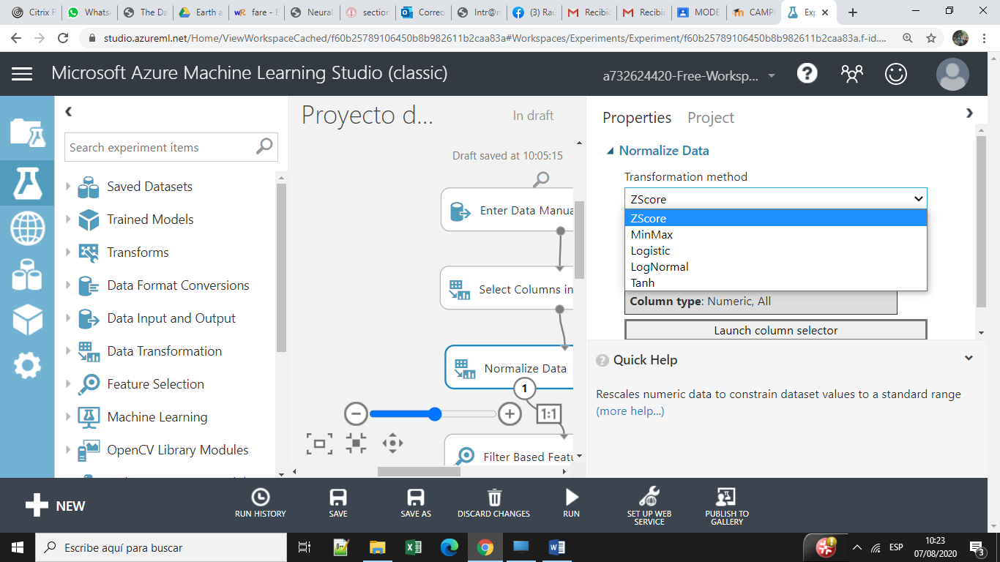 Citrix R
WhatsA
The Da
Earth a
fare - E
Neural
section
Correo
Intr@n
(3) Rau
Recibid
Recibid
MODE
CAMP
Exp
studio.azureml.net/Home/ViewWorkspaceCached/f60b25789106450b8b982611b2caa83a#Workspaces/Experiments/Experiment/f60b25789106450b8b982611b2caa83a.f-id....
Microsoft Azure Machine Learning Studio (classic)
a732624420-Free-Worksp...
Search experiment items
Saved Datasets
Trained Models
Transforms
Data Format Conversions
Data Input and Output
Data Transformation
Feature Selection
Machine Learning
OpenCV Library Modules
Proyecto d...
In draft
Draft saved at 10:05:15
Enter Data Manua
Select Columns in
Normalize Data
1
1:1
Filter Based Featu
Properties
Project
Normalize Data
Transformation method
ZScore
ZScore
MinMax
Logistic
LogNormal
Tanh
Column type: Numeric, All
Launch column selector
Quick Help
Rescales numeric data to constrain dataset values to a standard range
(more help...)
NEW
RUN HISTORY
SAVE
SAVE AS
DISCARD CHANGES
RUN
SET UP WEB
SERVICE
PUBLISH TO
GALLERY
Escribe aquí para buscar
ESP
10:23
07/08/2020
3